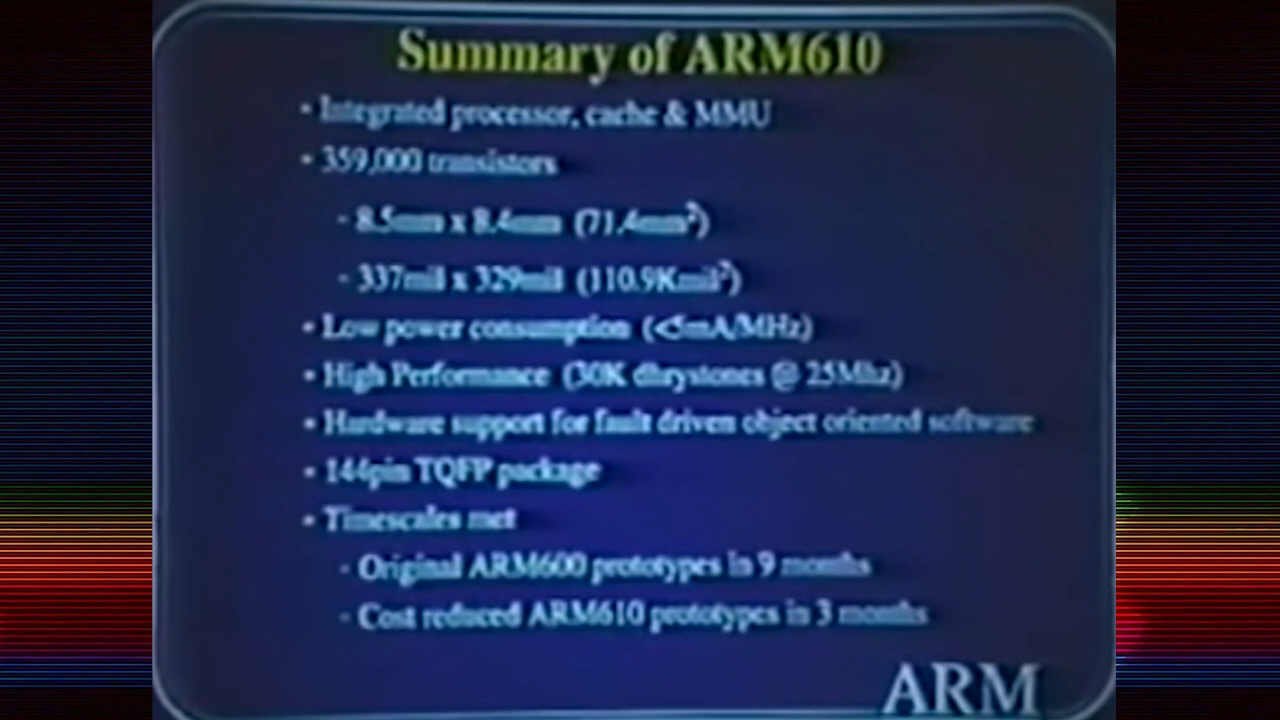 Summary of ARM610
• Integrated processor, cache & MMU
• 359,000 transistors
- 8.5mm x 8.4mm (71.4mm²)
- 337mil x 329mil (110.9Kmil²)
• Low power consumption (<5mA/MHz)
• High Performance (30K dhrystones @ 25Mhz)
• Hardware support for fault driven object oriented software
• 144pin TQFP package
• Timescales met
- Original ARM600 prototypes in 9 months
- Cost reduced ARM610 prototypes in 3 months
ARM